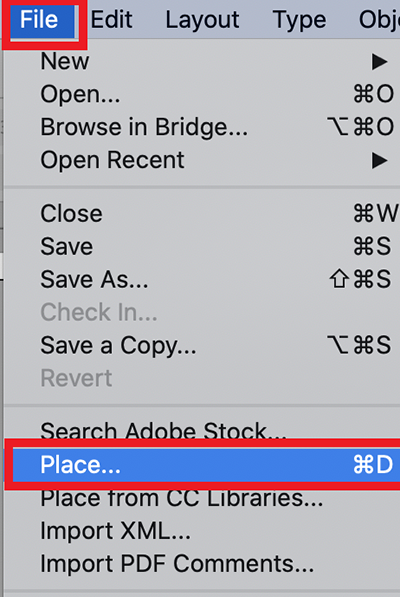 File Edit Layout Type Obj
New ▶
Open... ⌘O
Browse in Bridge... ⌥⌘O
Open Recent ▶
Close ⌘W
Save ⌘S
Save As... ⇧⌘S
Check In...
Save a Copy... ⌥⌘S
Revert
Search Adobe Stock...
Place... ⌘D
Place from CC Libraries...
Import XML...
Import PDF Comments...